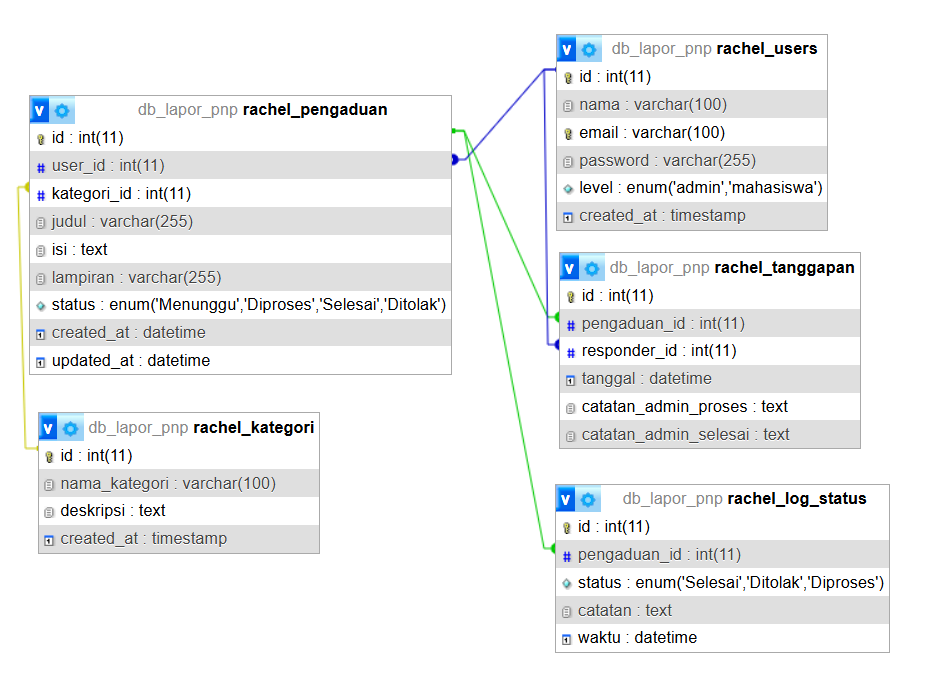 db_lapor_pnp rachel_pengaduan
id : int(11)
user_id : int(11)
kategori_id : int(11)
judul : varchar(255)
isi : text
lampiran : varchar(255)
status : enum('Menunggu','Diproses','Selesai','Ditolak')
created_at : datetime
updated_at : datetime
db_lapor_pnp rachel_kategori
id : int(11)
nama_kategori : varchar(100)
deskripsi : text
created_at : timestamp
db_lapor_pnp rachel_users
id : int(11)
nama : varchar(100)
email : varchar(100)
password : varchar(255)
level : enum('admin','mahasiswa')
created_at : timestamp
db_lapor_pnp rachel_tanggapan
id : int(11)
pengaduan_id : int(11)
responder_id : int(11)
tanggal : datetime
catatan_admin_proses : text
catatan_admin_selesai : text
db_lapor_pnp rachel_log_status
id : int(11)
pengaduan_id : int(11)
status : enum('Selesai','Ditolak','Diproses')
catatan : text
waktu : datetime